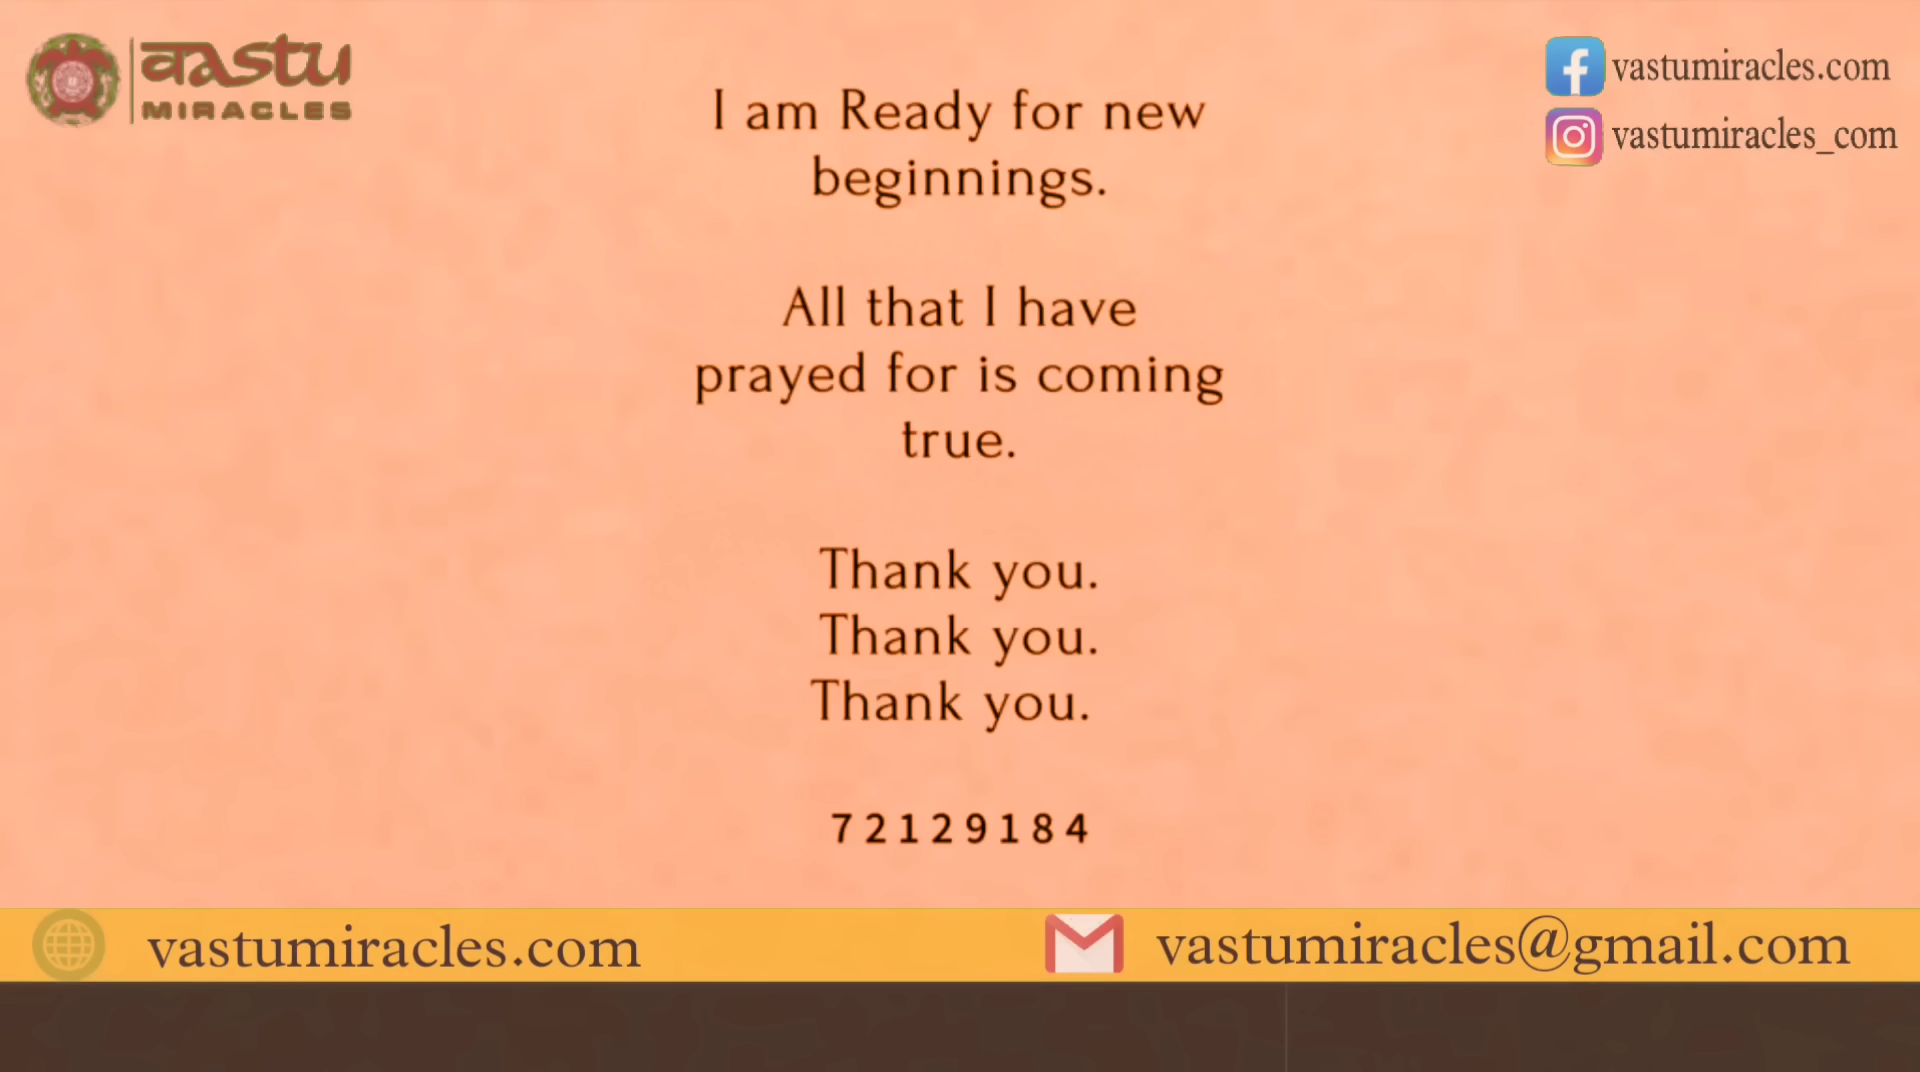 वास्तु
MIRACLES
vastumiracles.com
vastumiracles_com
I am Ready for new
beginnings.
All that I have
prayed for is coming
true.
Thank you.
Thank you.
Thank you.
72129184
vastumiracles.com
vastumiracles@gmail.com